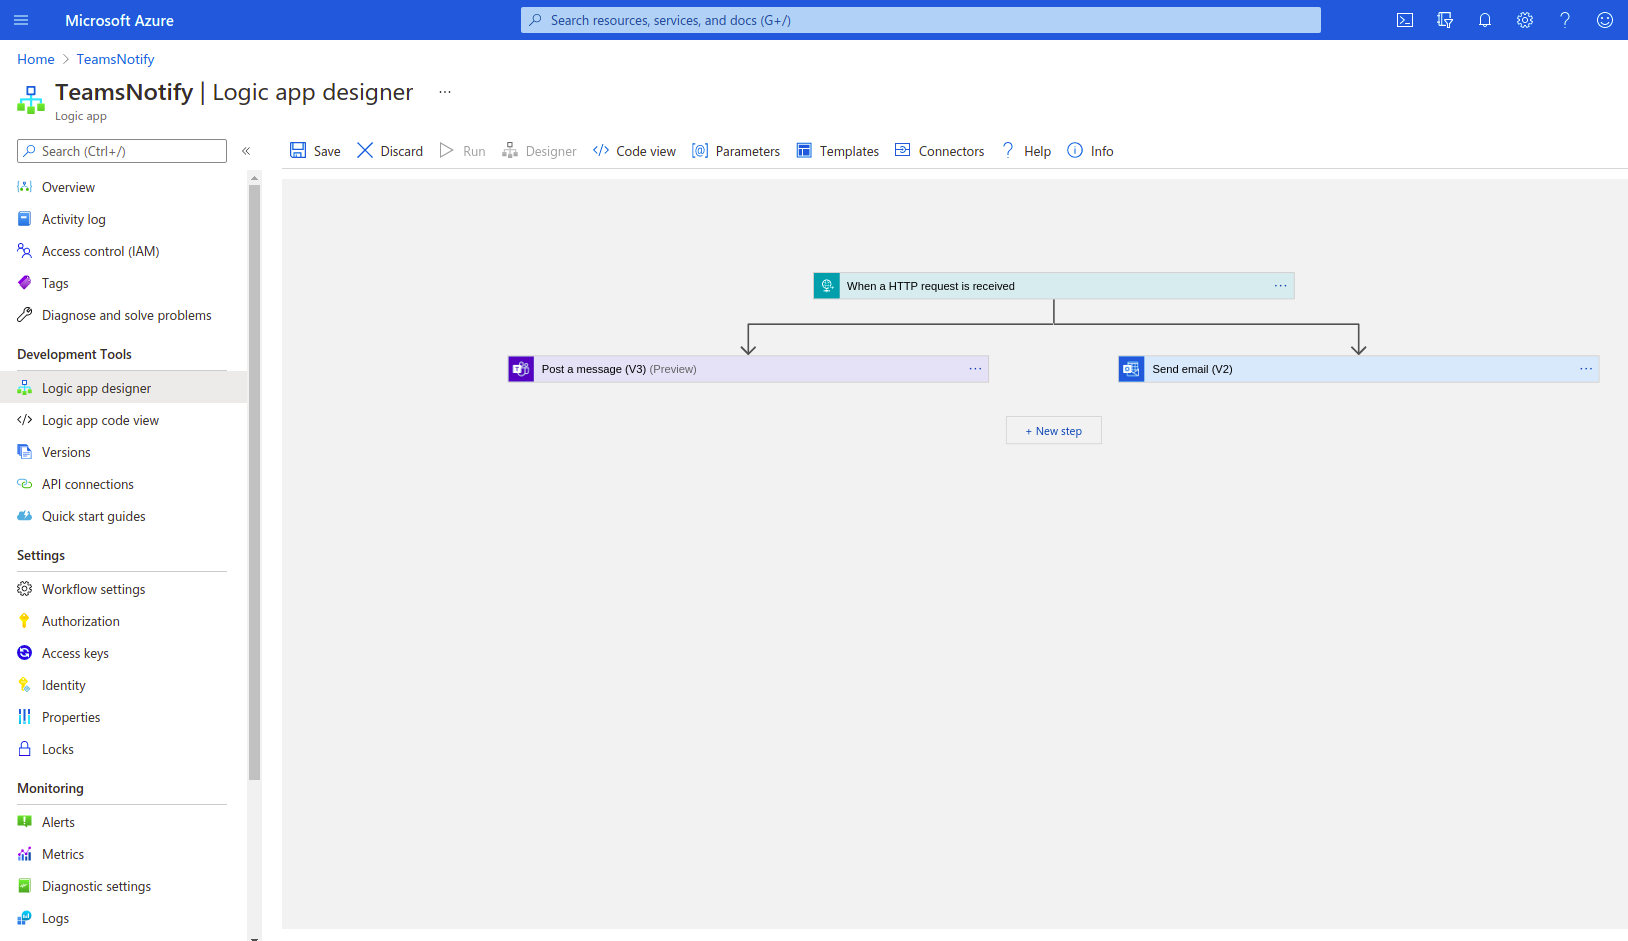 Microsoft Azure
Search resources, services, and docs (G+/)
Home > TeamsNotify
TeamsNotify | Logic app designer ...
Logic app
Search (Ctrl+/)
«
Save
Discard
Run
Designer
Code view
Parameters
Templates
Connectors
Help
Info
Overview
Activity log
Access control (IAM)
Tags
Diagnose and solve problems
Development Tools
Logic app designer
Logic app code view
Versions
API connections
Quick start guides
Settings
Workflow settings
Authorization
Access keys
Identity
Properties
Locks
Monitoring
Alerts
Metrics
Diagnostic settings
Logs
When a HTTP request is received ...
Post a message (V3) (Preview) ...
Send email (V2) ...
+ New step